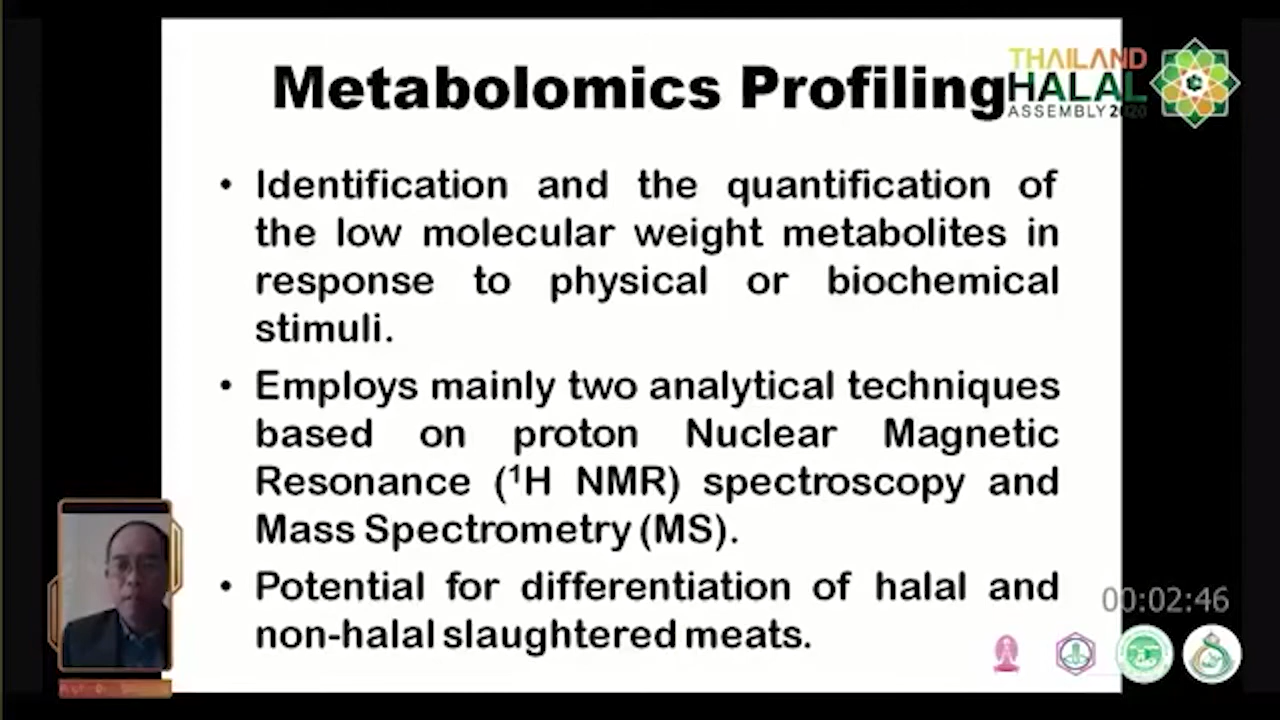 Metabolomics Profiling
THAILAND
HALAL
ASSEMBLY 2020
• Identification and the quantification of
the low molecular weight metabolites in
response to physical or biochemical
stimuli.
• Employs mainly two analytical techniques
based on proton Nuclear Magnetic
Resonance (¹H NMR) spectroscopy and
Mass Spectrometry (MS).
• Potential for differentiation of halal and
non-halal slaughtered meats.
00:02:46